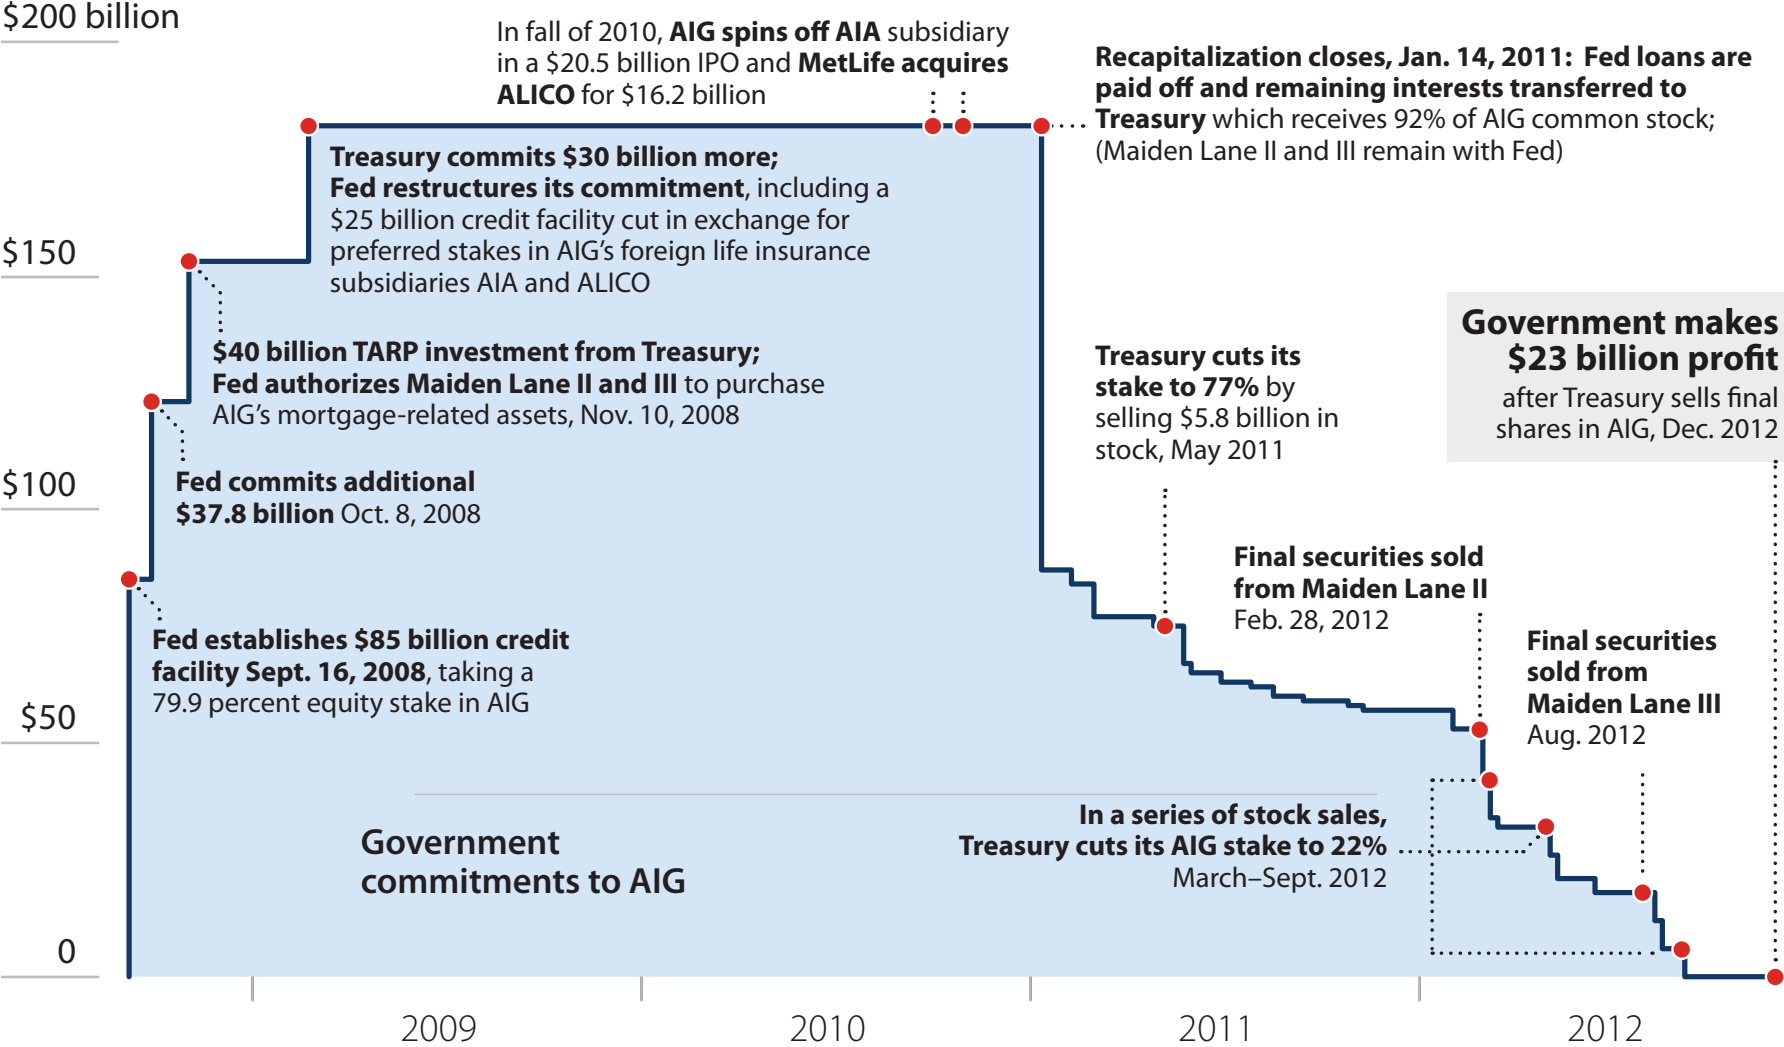 $200 billion
$150
$100
$50
0
In fall of 2010, AIG spins off AIA subsidiary
in a $20.5 billion IPO and MetLife acquires
ALICO for $16.2 billion
Recapitalization closes, Jan. 14, 2011: Fed loans are
paid off and remaining interests transferred to
Treasury which receives 92% of AIG common stock;
(Maiden Lane II and III remain with Fed)
Treasury commits $30 billion more;
Fed restructures its commitment, including a
$25 billion credit facility cut in exchange for
preferred stakes in AIG’s foreign life insurance
subsidiaries AIA and ALICO
$40 billion TARP investment from Treasury;
Fed authorizes Maiden Lane II and III to purchase
AIG’s mortgage-related assets, Nov. 10, 2008
Fed commits additional
$37.8 billion Oct. 8, 2008
Fed establishes $85 billion credit
facility Sept. 16, 2008, taking a
79.9 percent equity stake in AIG
Treasury cuts its
stake to 77% by
selling $5.8 billion in
stock, May 2011
Government makes
$23 billion profit
after Treasury sells final
shares in AIG, Dec. 2012
Final securities sold
from Maiden Lane II
Feb. 28, 2012
Final securities
sold from
Maiden Lane III
Aug. 2012
In a series of stock sales,
Treasury cuts its AIG stake to 22%
March–Sept. 2012
Government
commitments to AIG
2009
2010
2011
2012